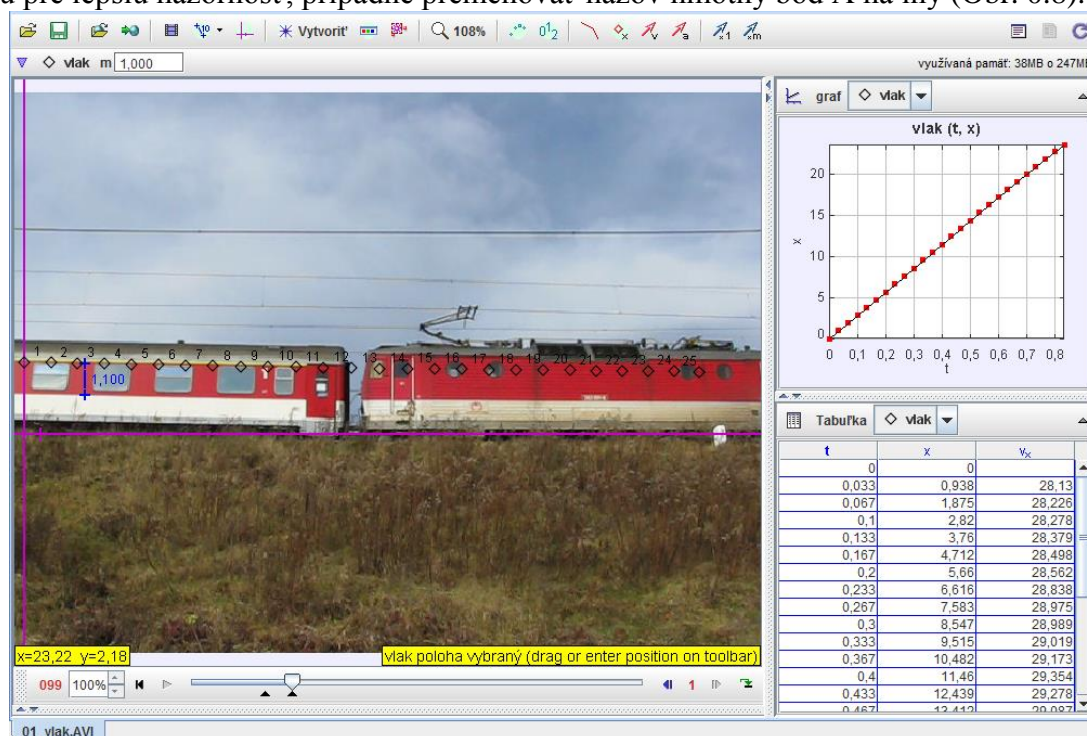 pre lepšiu názornosť, prípadne premenovať názov hmotný bod A na iný (Obr. 6.8).
Vytvoriť 108%
vlak m 1,000
využívaná pamäť: 38MB o 247M
1 2 3 4 5 6 7 8 9 10 11 12 13 14 15 16 17 18 19 20 21 22 23 24 25
1,100
x=23,22 y=2,18
vlak poloha vybraný (drag or enter position on toolbar)
099 100% 1
01_vlak.AVI
graf vlak
vlak (t, x)
20
15
x
10
5
0
0 0,1 0,2 0,3 0,4 0,5 0,6 0,7 0,8
t
Tabuľka vlak
t x vx
0 0
0,033 0,938 28,13
0,067 1,875 28,226
0,1 2,82 28,278
0,133 3,76 28,379
0,167 4,712 28,498
0,2 5,66 28,562
0,233 6,616 28,838
0,267 7,583 28,975
0,3 8,547 28,989
0,333 9,515 29,019
0,367 10,482 29,173
0,4 11,46 29,354
0,433 12,439 29,278
0,467 13,412 29,087